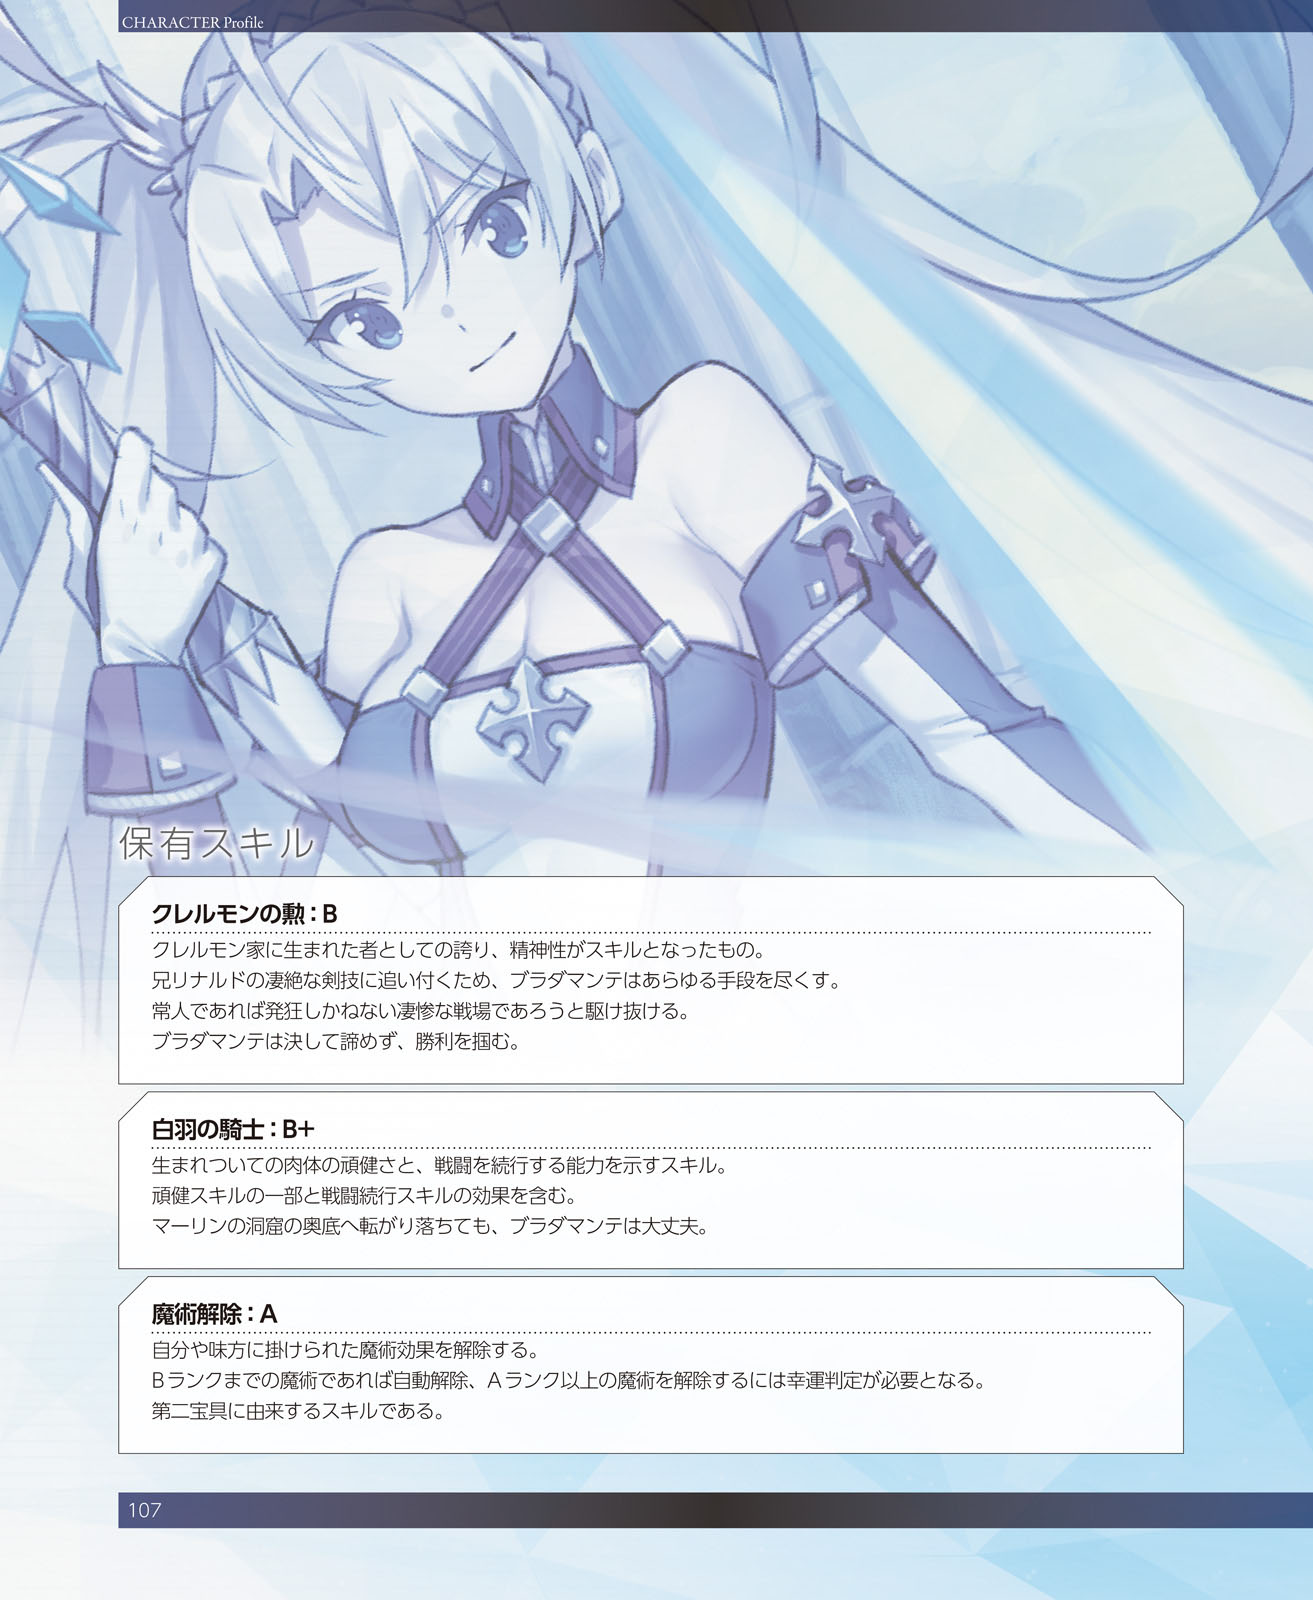 CHARACTER Profile
保有スキル
クレルモンの勲：B
クレルモン家に生まれた者としての誇り、精神性がスキルとなったもの。
兄リナルドの凄絶な剣技に追い付くため、ブラダマンテはあらゆる手段を尽くす。
常人であれば発狂しかねない凄惨な戦場であろうと駆け抜ける。
ブラダマンテは決して諦めず、勝利を掴む。
白羽の騎士：B+
生まれついての肉体の頑健さと、戦闘を続行する能力を示すスキル。
頑健スキルの一部と戦闘続行スキルの効果を含む。
マーリンの洞窟の奥底へ転がり落ちても、ブラダマンテは大丈夫。
魔術解除：A
自分や味方に掛けられた魔術効果を解除する。
Bランクまでの魔術であれば自動解除、Aランク以上の魔術を解除するには幸運判定が必要となる。
第二宝具に由来するスキルである。
107